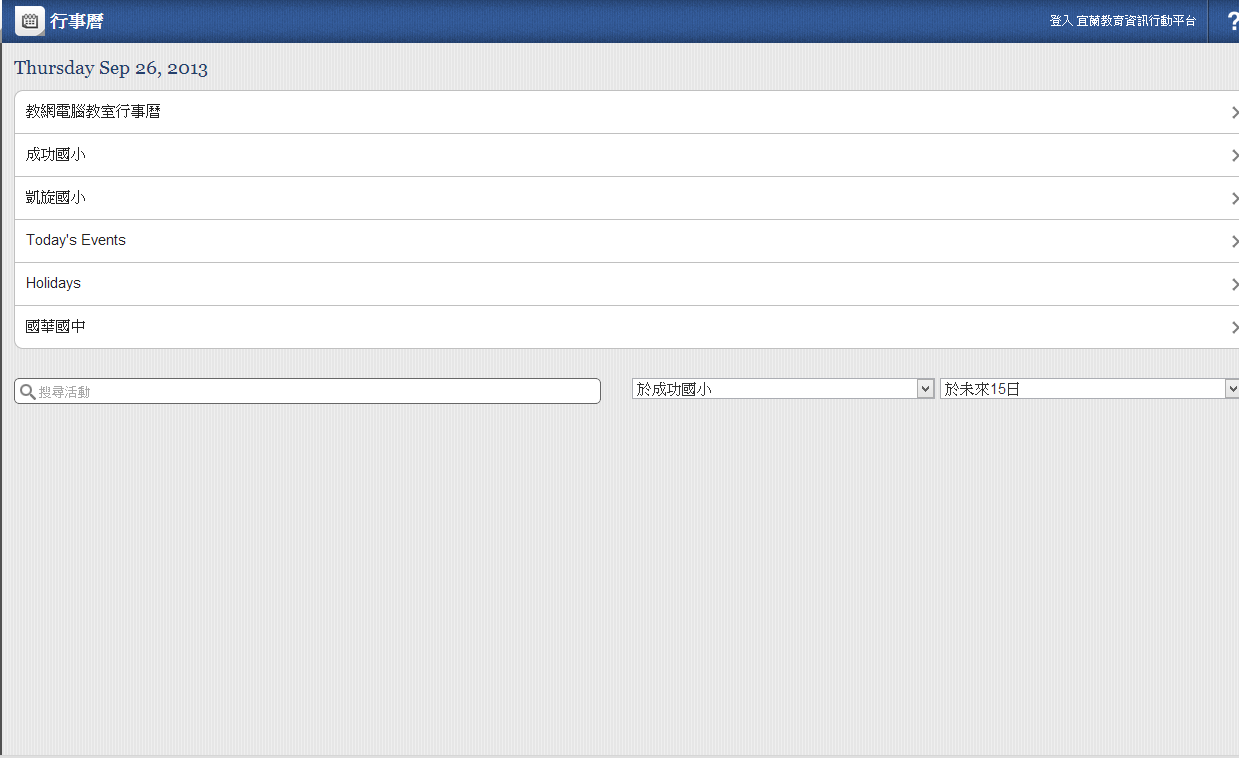 行事曆
登入 宜蘭教育資訊行動平台
?
Thursday Sep 26, 2013
教網電腦教室行事曆
成功國小
凱旋國小
Today's Events
Holidays
國華國中
搜尋活動
於成功國小
於未來15日